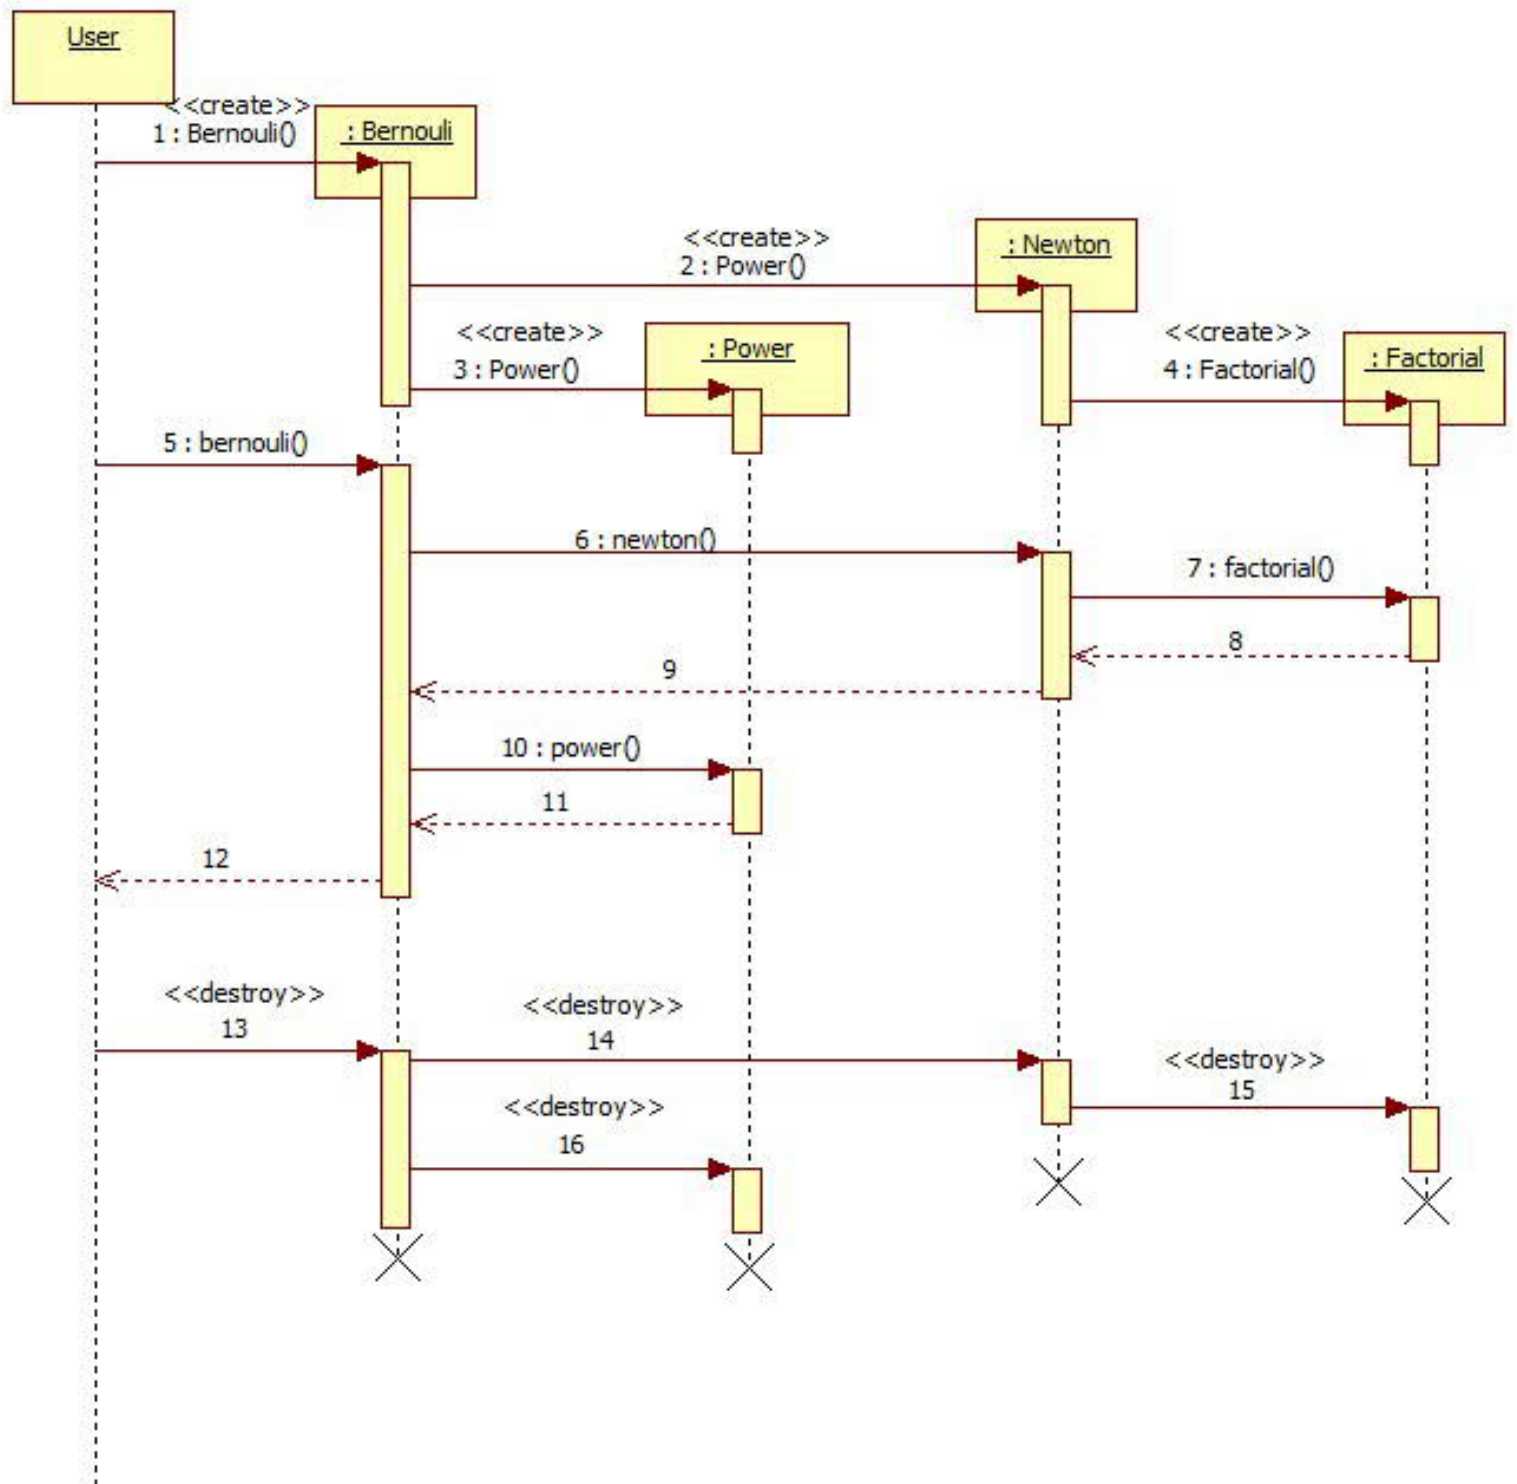 User
<<create>>
1 : Bernouli()
: Bernouli
<<create>>
2 : Power()
: Newton
<<create>>
3 : Power()
: Power
<<create>>
4 : Factorial()
: Factorial
5 : bernouli()
6 : newton()
7 : factorial()
8
9
10 : power()
11
12
<<destroy>>
13
<<destroy>>
14
<<destroy>>
15
<<destroy>>
16